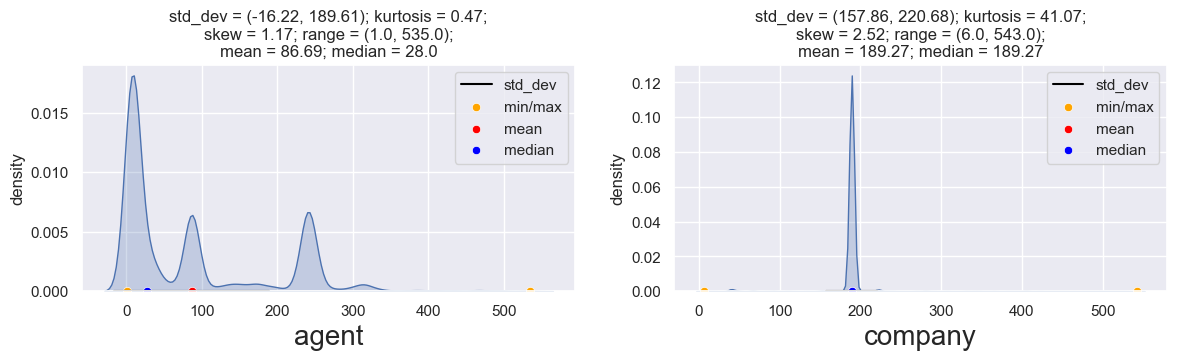 std_dev = (-16.22, 189.61); kurtosis = 0.47;
skew = 1.17; range = (1.0, 535.0);
mean = 86.69; median = 28.0
density
0.015
0.010
0.005
0.000
0
100
200
300
400
500
agent
std_dev
min/max
mean
median
std_dev = (157.86, 220.68); kurtosis = 41.07;
skew = 2.52; range = (6.0, 543.0);
mean = 189.27; median = 189.27
density
0.12
0.10
0.08
0.06
0.04
0.02
0.00
0
100
200
300
400
500
company
std_dev
min/max
mean
median